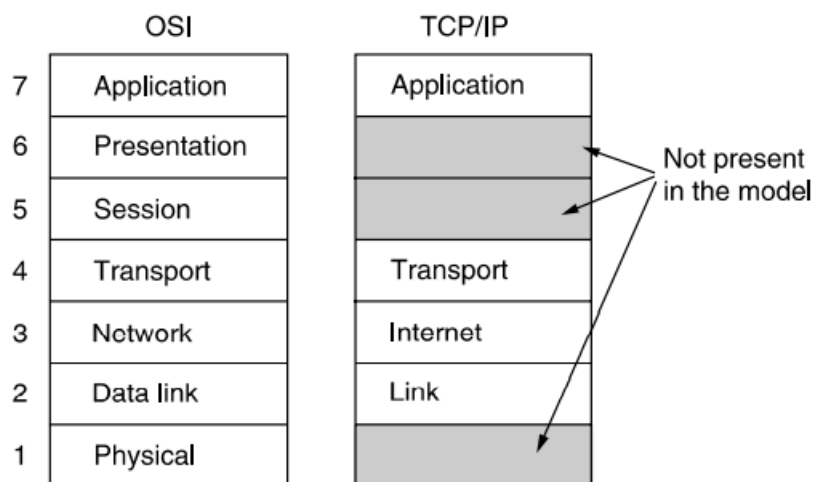 OSI TCP/IP
7 Application Application
6 Presentation
Not present
in the model
5 Session
4 Transport Transport
3 Network Internet
2 Data link Link
1 Physical